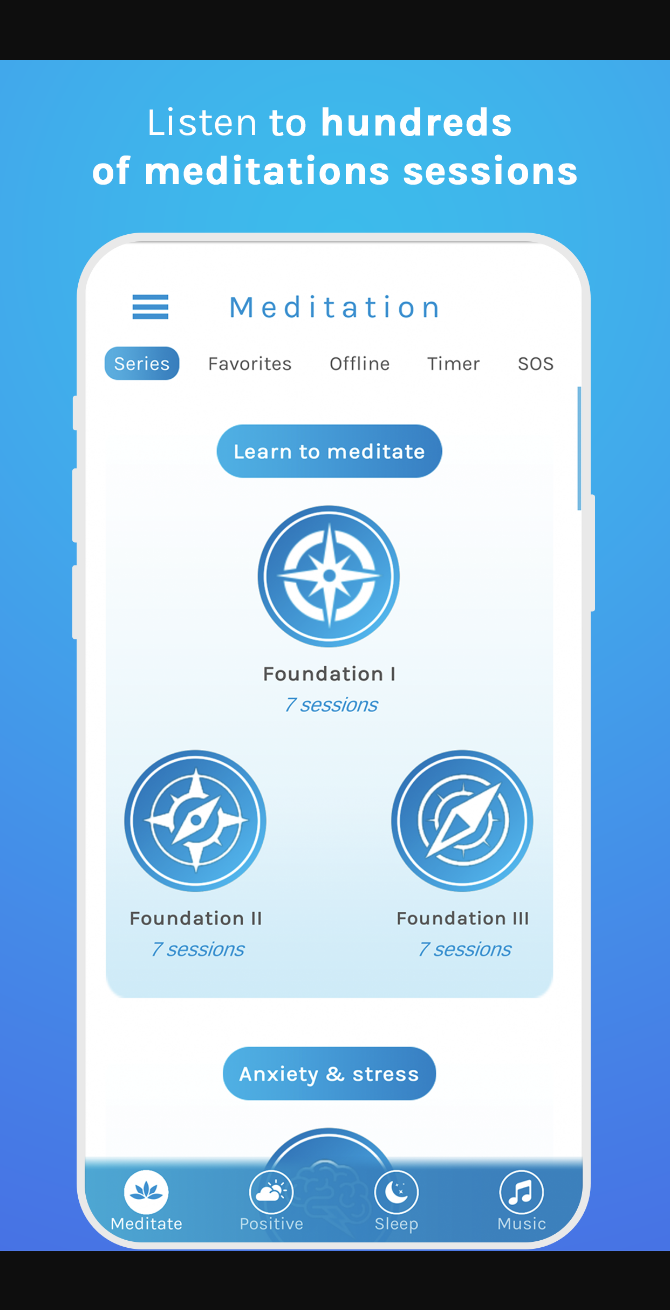 Listen to hundreds
of meditations sessions
Meditation
Series Favorites Offline Timer SOS
Learn to meditate
Foundation I
7 sessions
Foundation II Foundation III
7 sessions 7 sessions
Anxiety & stress
Meditate Positive Sleep Music